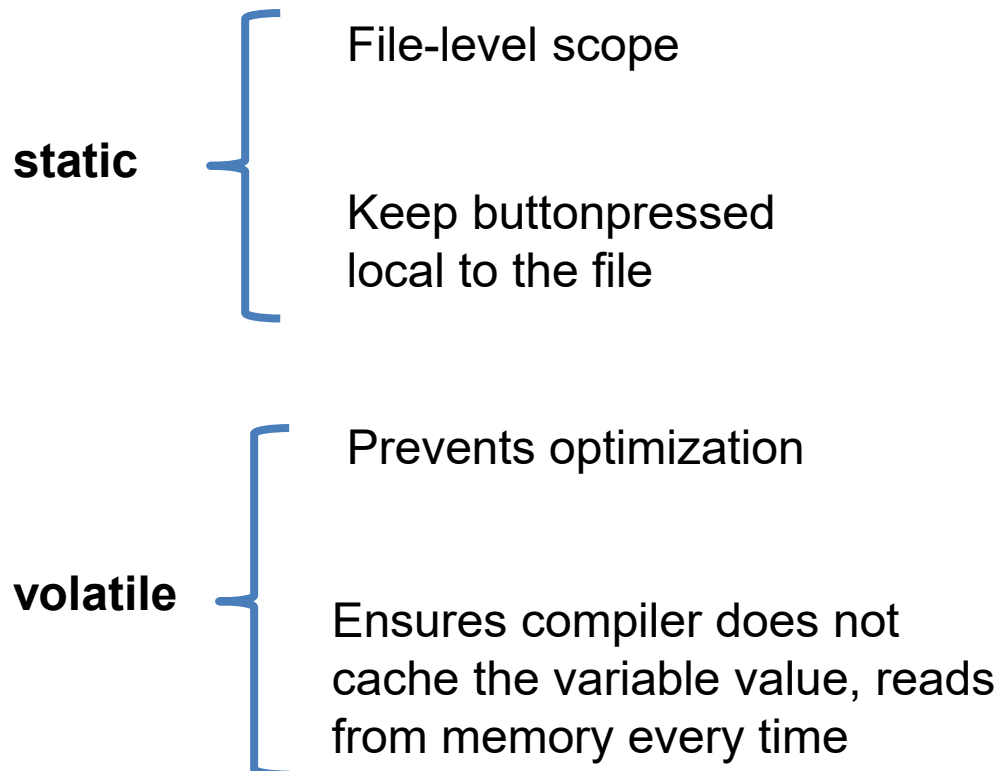 File-level scope
static
Keep buttonpressed
local to the file
Prevents optimization
volatile
Ensures compiler does not
cache the variable value, reads
from memory every time